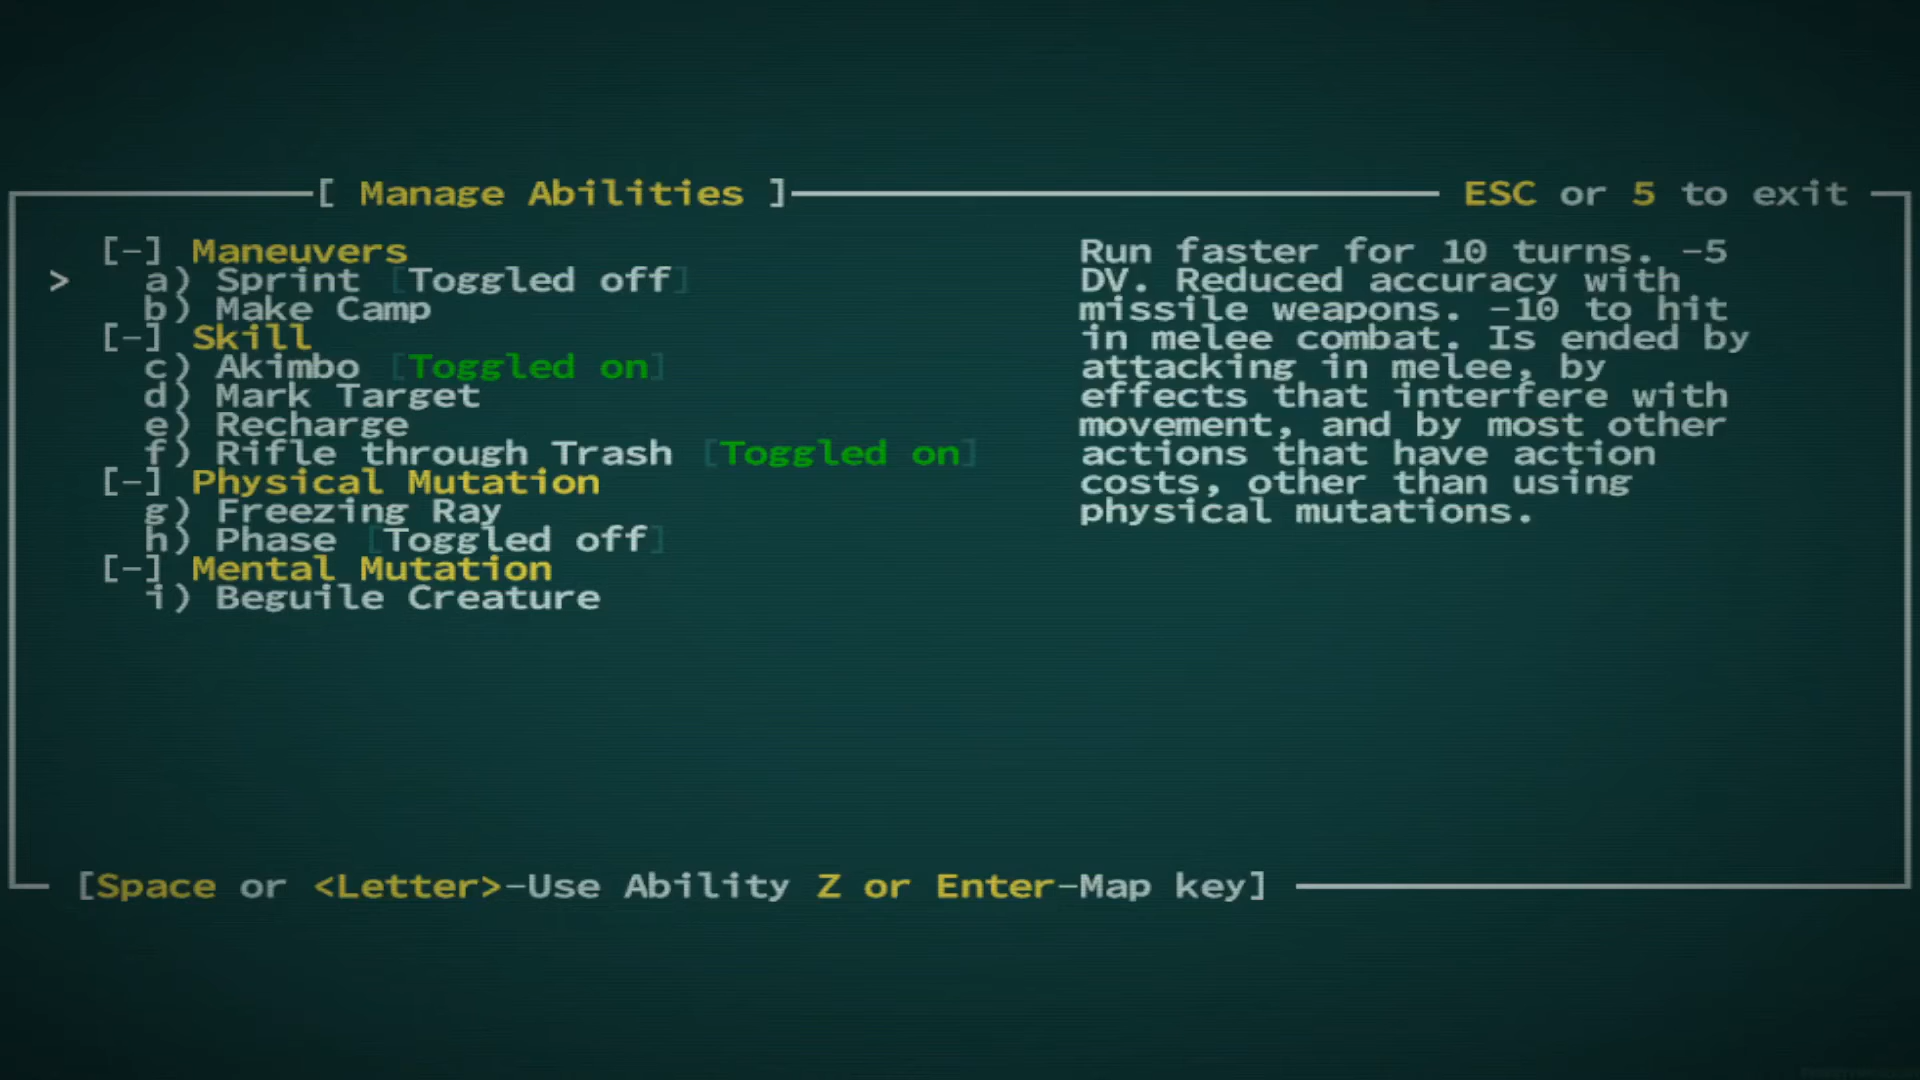 [ Manage Abilities ] ESC or 5 to exit
[-] Maneuvers
> a) Sprint [Toggled off]
b) Make Camp
[-] Skill
c) Akimbo [Toggled on]
d) Mark Target
e) Recharge
f) Rifle through Trash [Toggled on]
[-] Physical Mutation
g) Freezing Ray
h) Phase [Toggled off]
[-] Mental Mutation
i) Beguile Creature
Run faster for 10 turns. -5
DV. Reduced accuracy with
missile weapons. -10 to hit
in melee combat. Is ended by
attacking in melee, by
effects that interfere with
movement, and by most other
actions that have action
costs, other than using
physical mutations.
[Space or <Letter>-Use Ability Z or Enter-Map key]